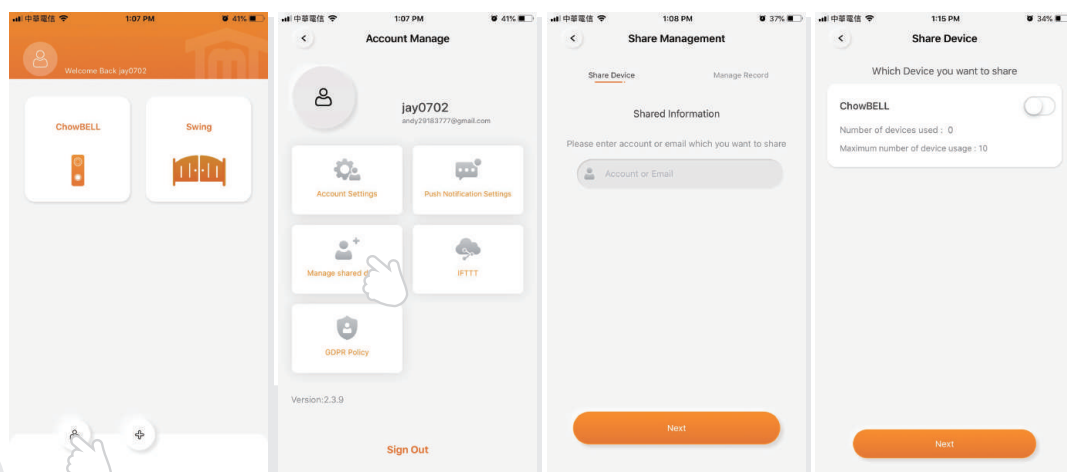 中華電信 1:07 PM 41%
Welcome Back jay0702
ChowBELL Swing
中華電信 1:07 PM 41%
Account Manage
jay0702
andy29183777@gmail.com
Account Settings Push Notification Settings
Manage shared d IFTTT
GDPR Policy
Version:2.3.9
Sign Out
中華電信 1:08 PM 37%
Share Management
Share Device Manage Record
Shared Information
Please enter account or email which you want to share
Account or Email
Next
中華電信 1:15 PM 34%
Share Device
Which Device you want to share
ChowBELL
Number of devices used : 0
Maximum number of device usage : 10
Next